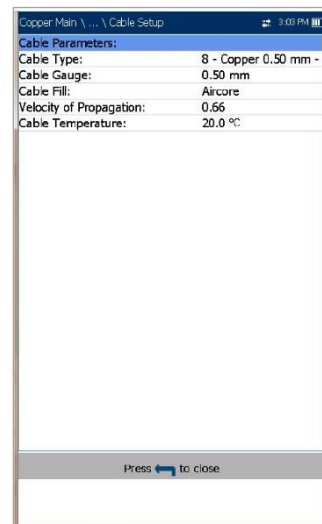 Copper Main \ ... \ Cable Setup 3:03 PM
Cable Parameters:
Cable Type: 8 - Copper 0.50 mm -
Cable Gauge: 0.50 mm
Cable Fill: Aircore
Velocity of Propagation: 0.66
Cable Temperature: 20.0 °C
Press to close